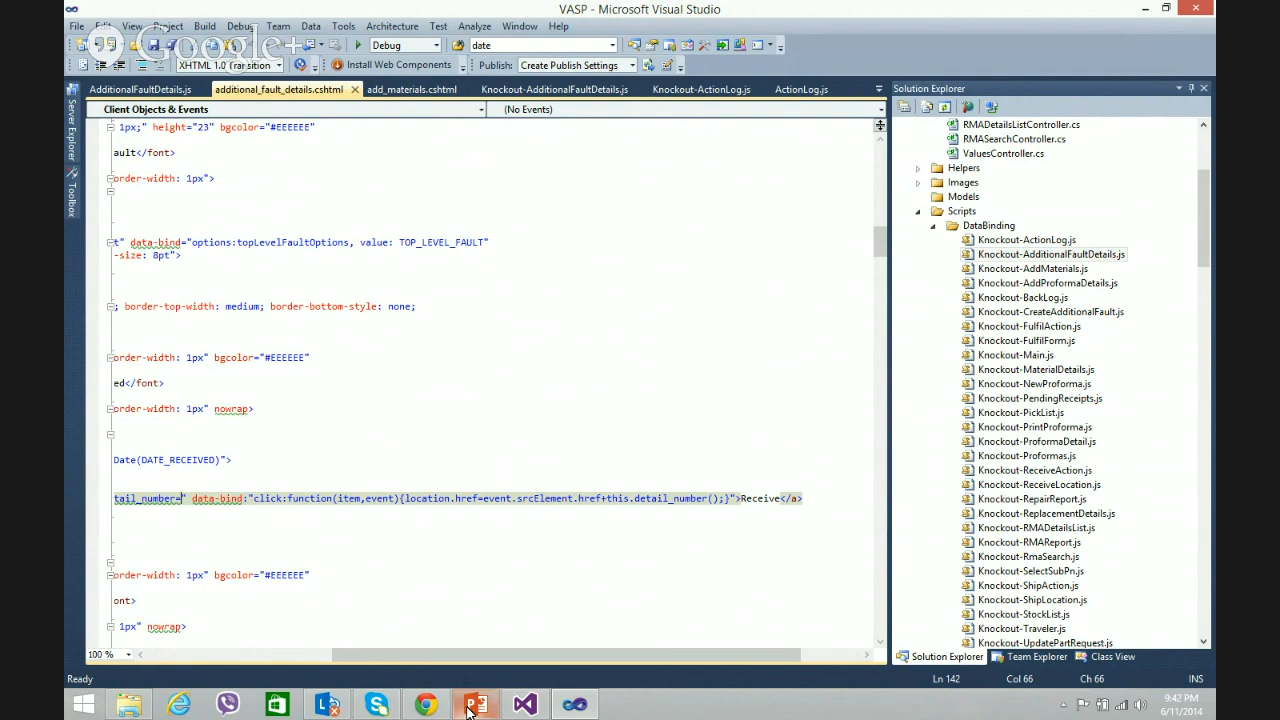 VASP - Microsoft Visual Studio
File Edit View Project Build Debug Team Data Tools Architecture Test Analyze Window Help
Google+
Debug date
XHTML 1.0 Transition Install Web Components Publish: Create Publish Settings
AdditionalFaultDetails.js additional_fault_details.cshtml add_materials.cshtml Knockout-AdditionalFaultDetails.js Knockout-ActionLog.js ActionLog.js
Client Objects & Events (No Events)
Server Explorer
Toolbox
1px;" height="23" bgcolor="#EEEEEE"
ault</font>
order-width: 1px">
t" data-bind="options:topLevelFaultOptions, value: TOP_LEVEL_FAULT"
-size: 8pt">
; border-top-width: medium; border-bottom-style: none;
order-width: 1px" bgcolor="#EEEEEE"
ed</font>
order-width: 1px" nowrap>
Date(DATE_RECEIVED)">
tail_number=" data-bind:"click:function(item,event){location.href=event.srcElement.href+this.detail_number();}">Receive</a>
order-width: 1px" bgcolor="#EEEEEE"
ont>
1px" nowrap>
100 %
Solution Explorer
RMADetailsListController.cs
RMASearchController.cs
ValuesController.cs
Helpers
Images
Models
Scripts
DataBinding
Knockout-ActionLog.js
Knockout-AdditionalFaultDetails.js
Knockout-AddMaterials.js
Knockout-AddProformaDetails.js
Knockout-BackLog.js
Knockout-CreateAdditionalFault.js
Knockout-FulfilAction.js
Knockout-FulfilForm.js
Knockout-Main.js
Knockout-MaterialDetails.js
Knockout-NewProforma.js
Knockout-PendingReceipts.js
Knockout-PickList.js
Knockout-PrintProforma.js
Knockout-ProformaDetail.js
Knockout-Proformas.js
Knockout-ReceiveLocation.js
Knockout-RepairReport.js
Knockout-ReplacementDetails.js
Knockout-RMADetailsList.js
Knockout-RMAReport.js
Knockout-RmaSearch.js
Knockout-SelectSubPn.js
Knockout-ShipAction.js
Knockout-ShipLocation.js
Knockout-StockList.js
Knockout-Traveler.js
Knockout-UpdatePartRequest.js
Solution Explorer Team Explorer Class View
Ready Ln 142 Col 66 Ch 66 INS
9:42 PM
6/11/2014